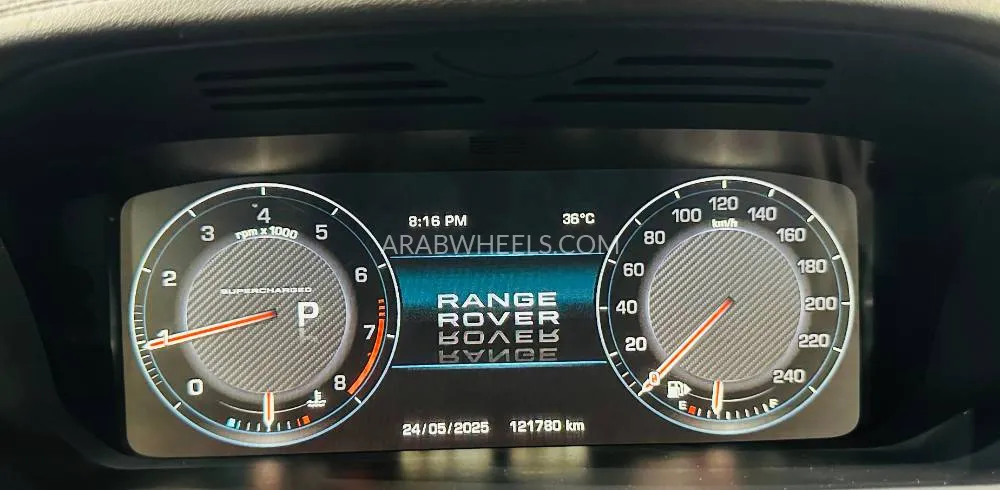 8:16 PM 36°C
ARABWHEELS.COM
4
3 5
rpm x 1000
2 6
SUPERCHARGED
P
1 7
0 8
RANGE
ROVER
ROVER
RANGE
24/05/2025 121780 km
120
100 140
km/h
80 160
60 180
40 200
20 220
0 240
E F